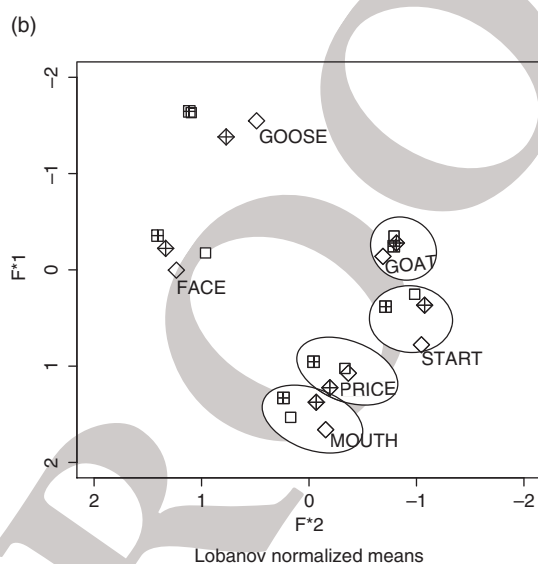 (b)
−2
−1
0
1
2
F*1
GOOSE
FACE
GOAT
START
PRICE
MOUTH
2 1 0 −1 −2
F*2
Lobanov normalized means